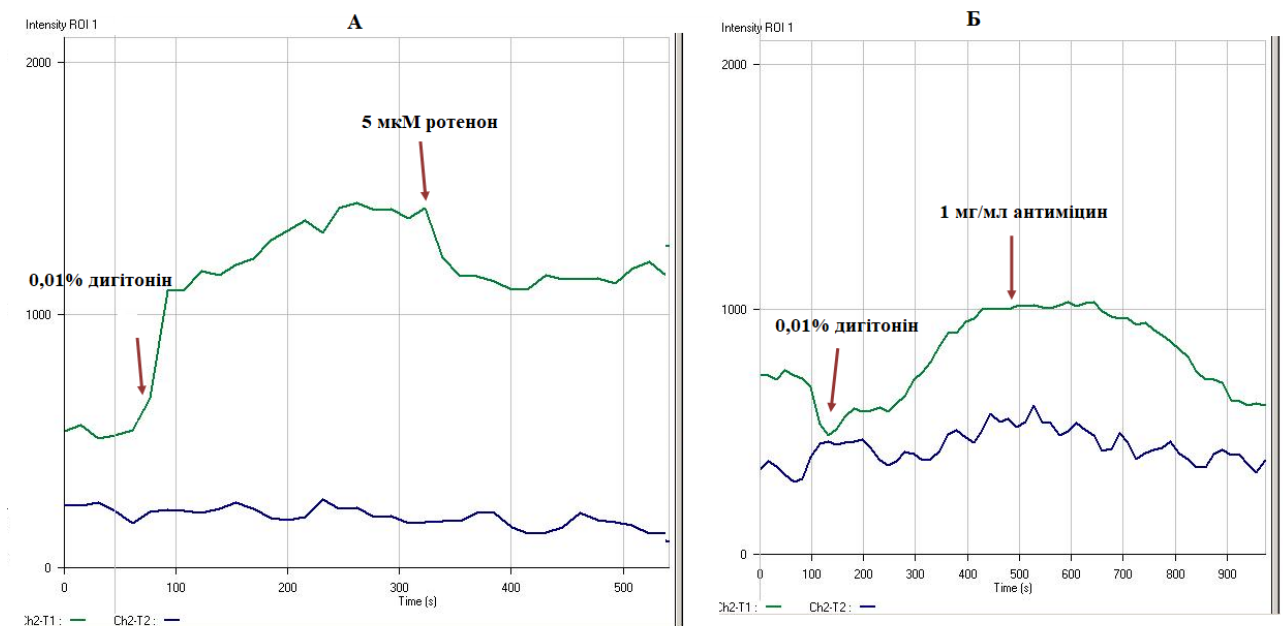 А
Intensity ROI 1
2000
5 мкМ ротенон
0,01% дигітонін
1000
0
0 100 200 300 400 500
Time (s)
Ch2-T1 : Ch2-T2 :
Б
Intensity ROI 1
2000
1 мг/мл антиміцин
0,01% дигітонін
1000
0
0 100 200 300 400 500 600 700 800 900
Time (s)
Ch2-T1 : Ch2-T2 :